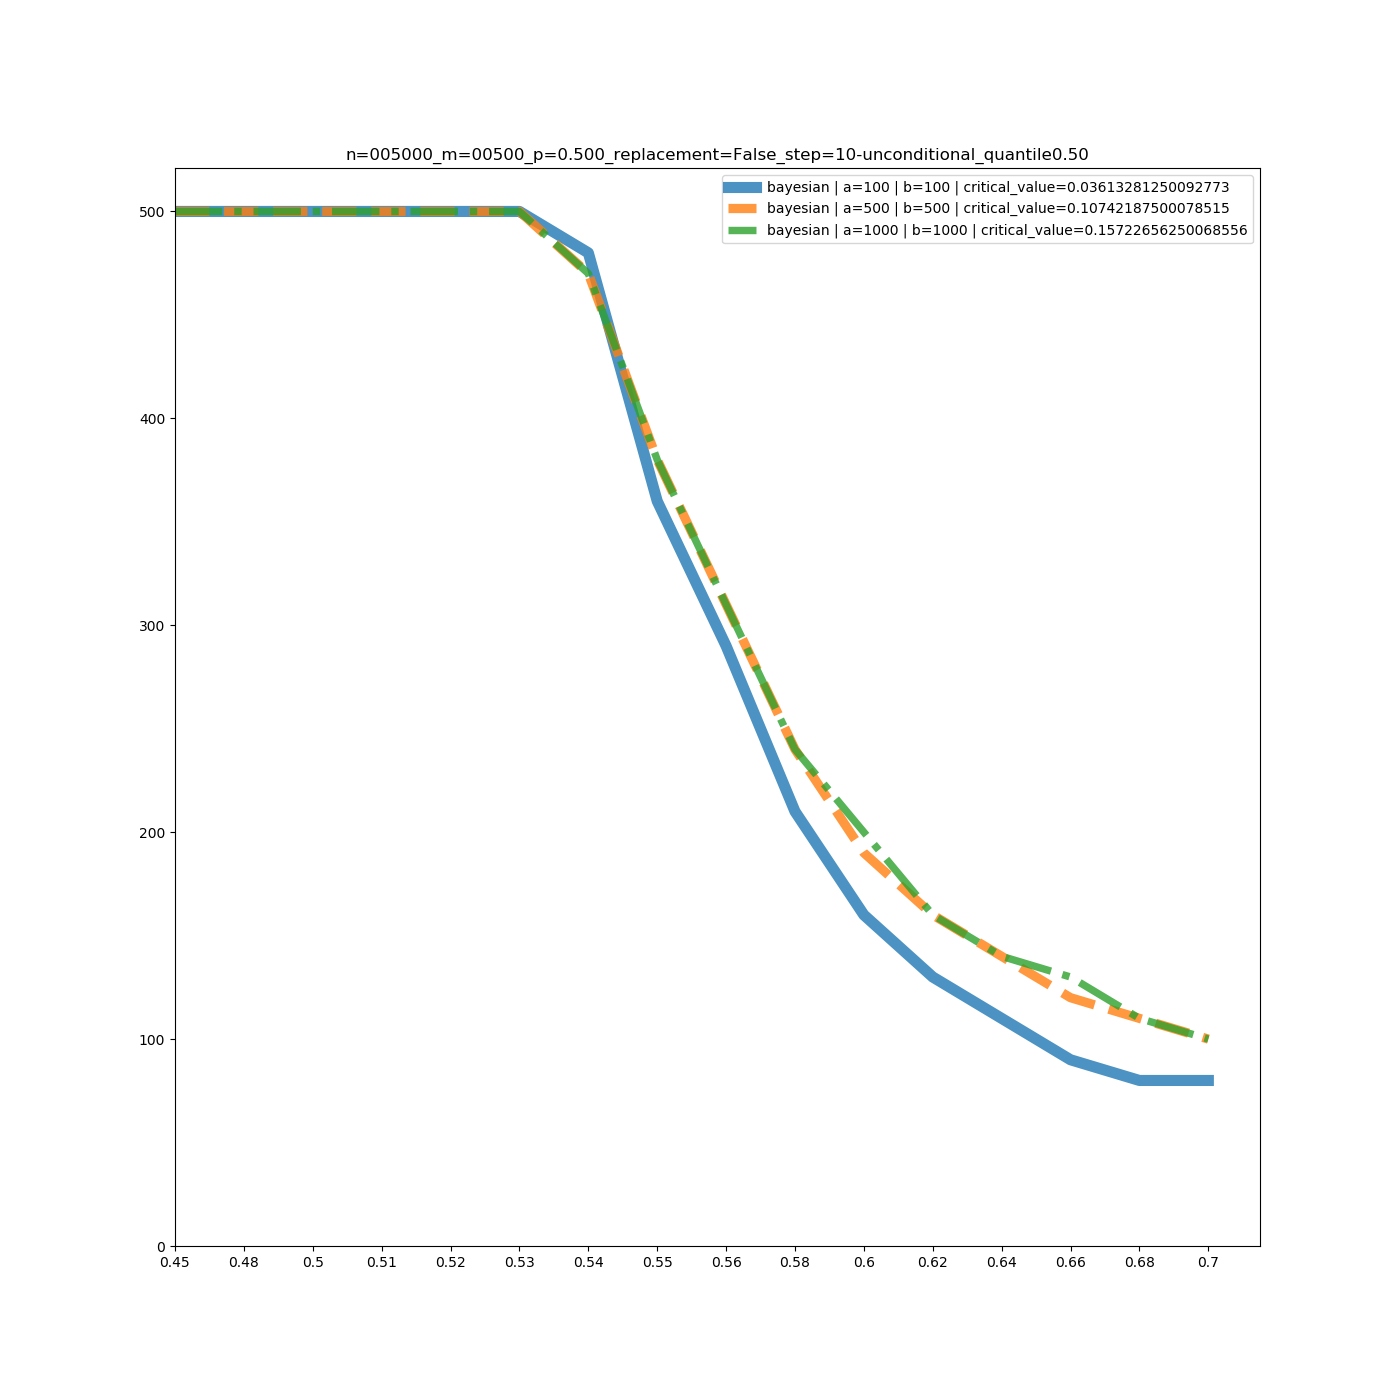 n=005000_m=00500_p=0.500_replacement=False_step=10-unconditional_quantile0.50
bayesian | a=100 | b=100 | critical_value=0.03613281250092773
bayesian | a=500 | b=500 | critical_value=0.10742187500078515
bayesian | a=1000 | b=1000 | critical_value=0.15722656250068556
500
400
300
200
100
0
0.45 0.48 0.5 0.51 0.52 0.53 0.54 0.55 0.56 0.58 0.6 0.62 0.64 0.66 0.68 0.7